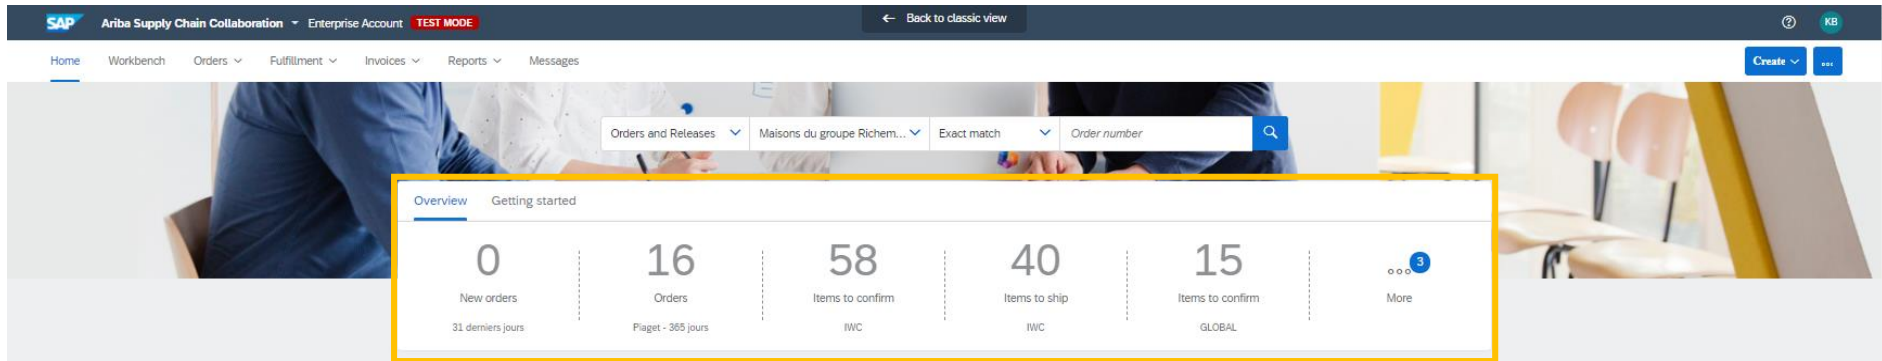 SAP Ariba Supply Chain Collaboration Enterprise Account TEST MODE ← Back to classic view KB
Home Workbench Orders Fulfillment Invoices Reports Messages Create
Orders and Releases Maisons du groupe Richem... Exact match Order number
Overview Getting started
0 16 58 40 15 3
New orders Orders Items to confirm Items to ship Items to confirm More
31 derniers jours Piaget - 365 jours IWC IWC GLOBAL